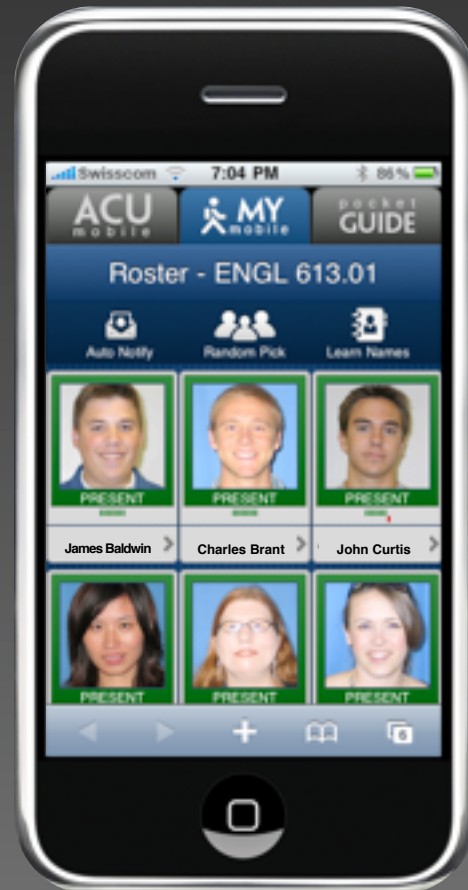 Swisscom 7:04 PM 86%
ACU MY pocket
mobile mobile GUIDE
Roster - ENGL 613.01
Auto Notify Random Pick Learn Names
PRESENT PRESENT PRESENT
James Baldwin Charles Brant John Curtis
PRESENT PRESENT PRESENT
6